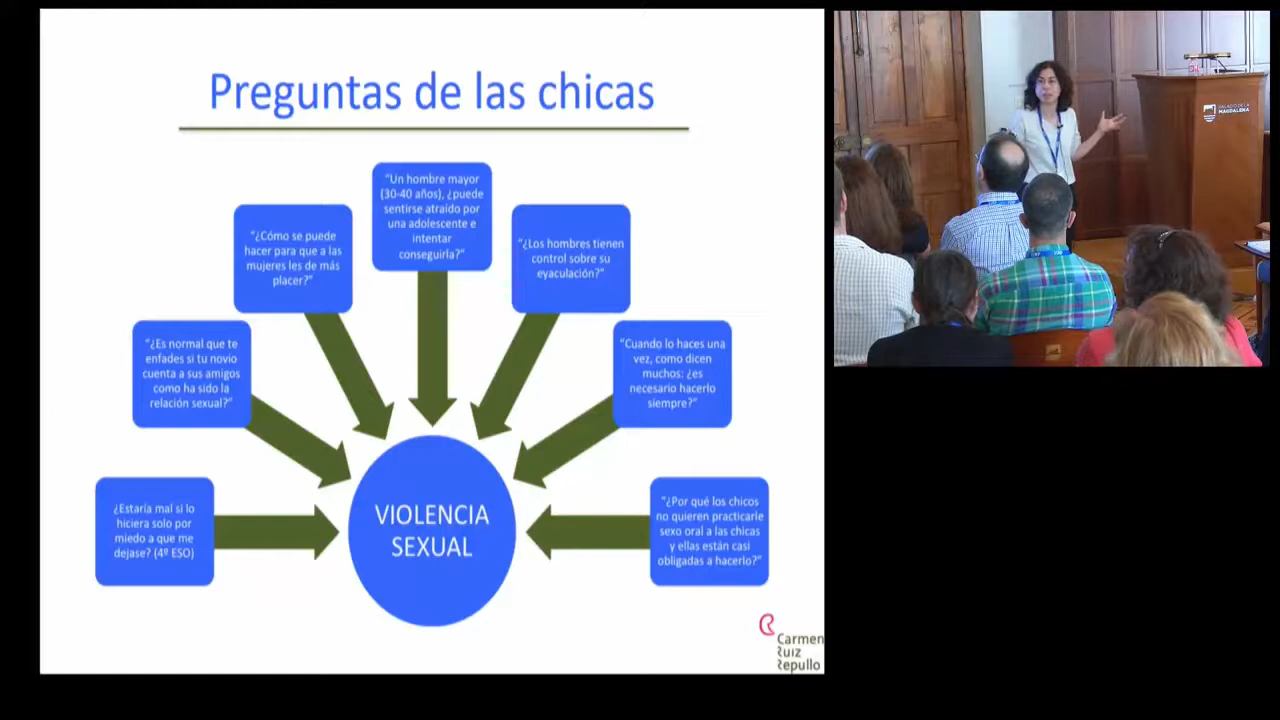 Preguntas de las chicas
"Un hombre mayor
(30-40 años), ¿puede
sentirse atraído por
una adolescente e
intentar
conseguirla?"
"¿Cómo se puede
hacer para que a las
mujeres les de más
placer?"
"¿Los hombres tienen
control sobre su
eyaculación?"
"¿Es normal que te
enfades si tu novio
cuenta a sus amigos
como ha sido la
relación sexual?"
"Cuando lo haces una
vez, como dicen
muchos: ¿es
necesario hacerlo
siempre?"
¿Estaría mal si lo
hiciera solo por
miedo a que me
dejase? (4º ESO)
"¿Por qué los chicos
no quieren practicarle
sexo oral a las chicas
y ellas están casi
obligadas a hacerlo?"
VIOLENCIA
SEXUAL
Carmen
Ruiz
Repullo
PALACIO DE LA
MAGDALENA